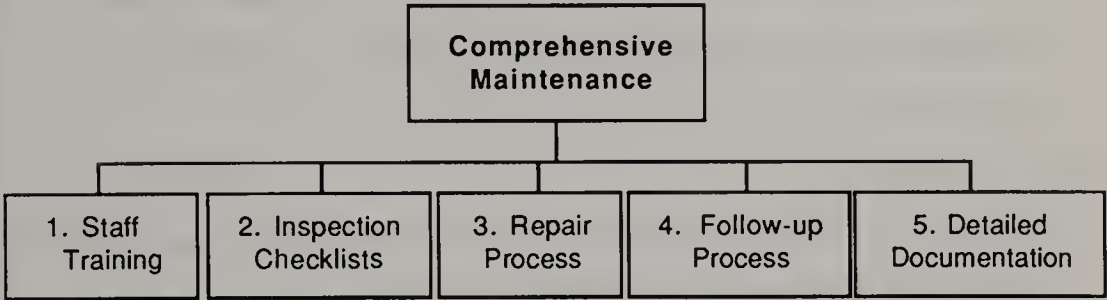 Comprehensive
Maintenance
1. Staff
Training
2. Inspection
Checklists
3. Repair
Process
4. Follow-up
Process
5. Detailed
Documentation